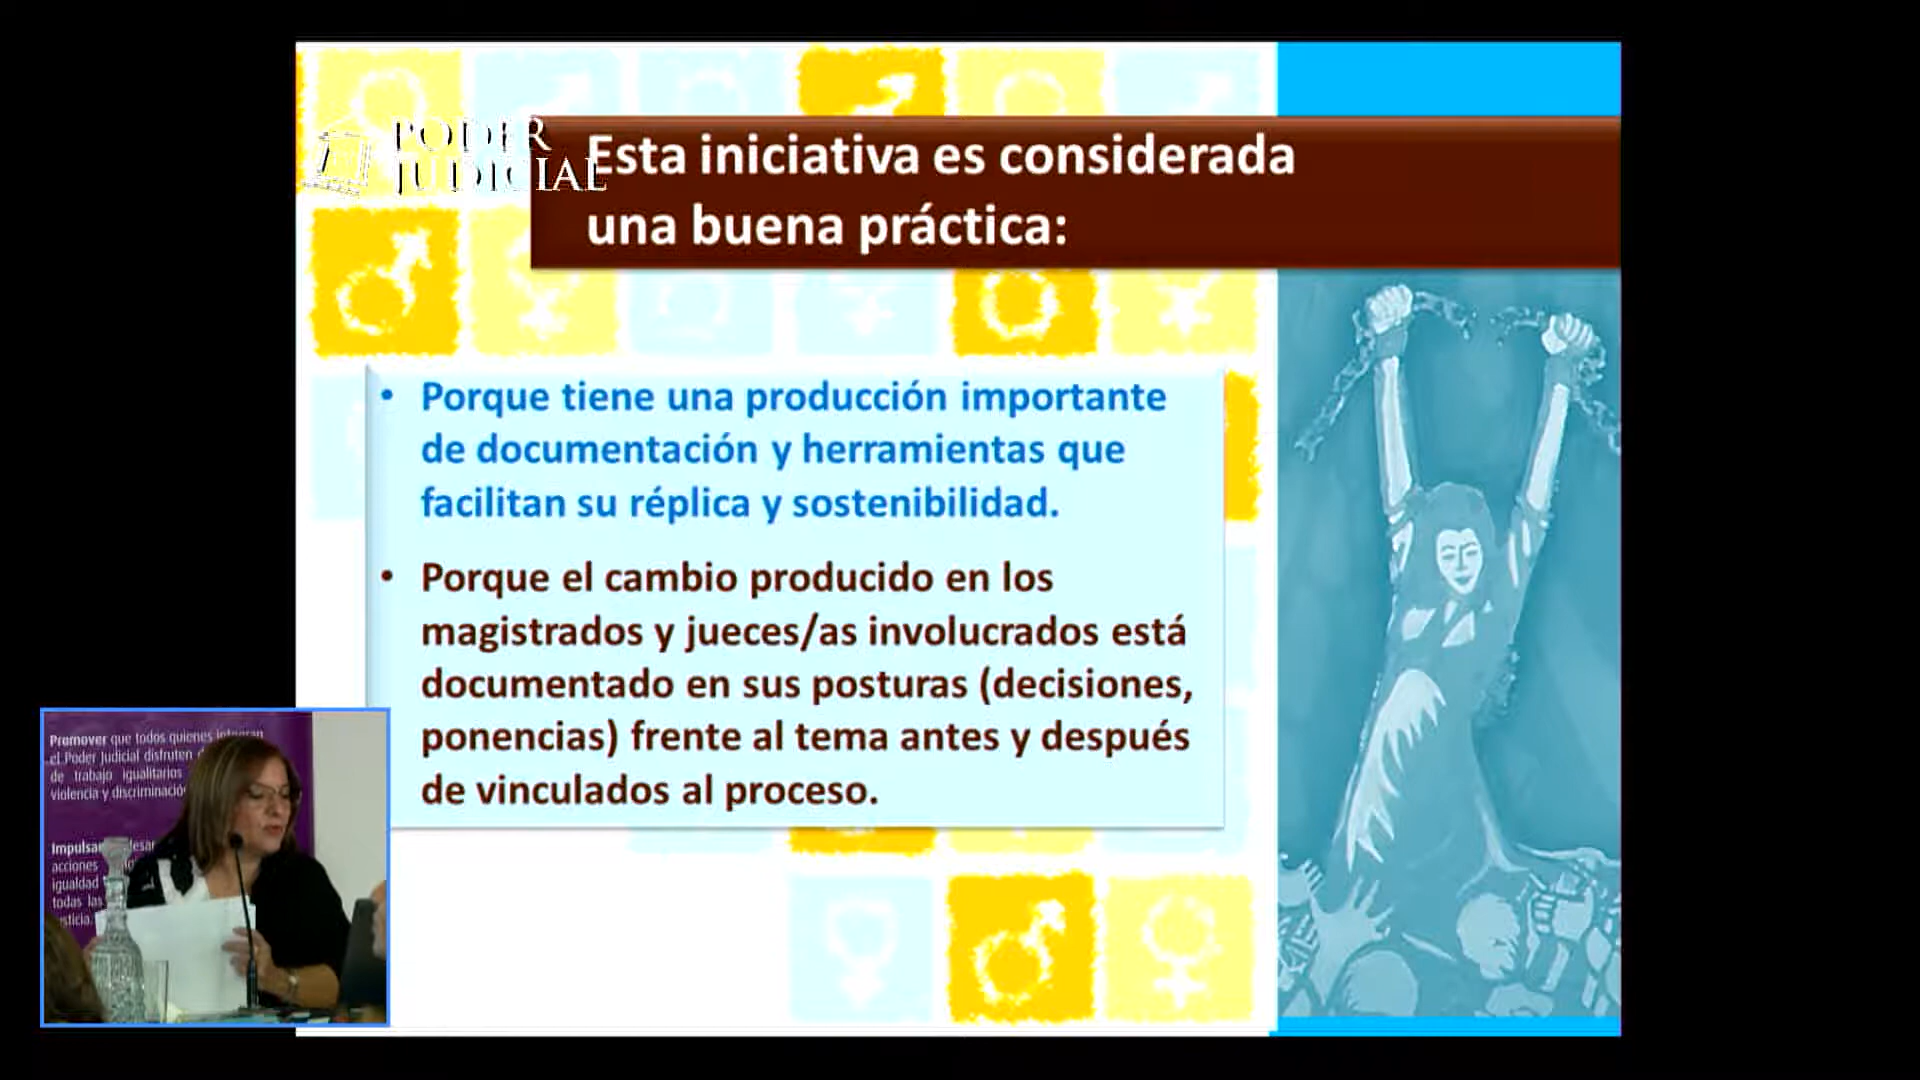 PODER
JUDICIAL
Esta iniciativa es considerada
una buena práctica:
• Porque tiene una producción importante
de documentación y herramientas que
facilitan su réplica y sostenibilidad.
• Porque el cambio producido en los
magistrados y jueces/as involucrados está
documentado en sus posturas (decisiones,
ponencias) frente al tema antes y después
de vinculados al proceso.
Promover que todos quienes integran
el Poder Judicial disfruten
de trabajo igualitarios
violencia y
Impulsar
acciones
igualdad
todas las